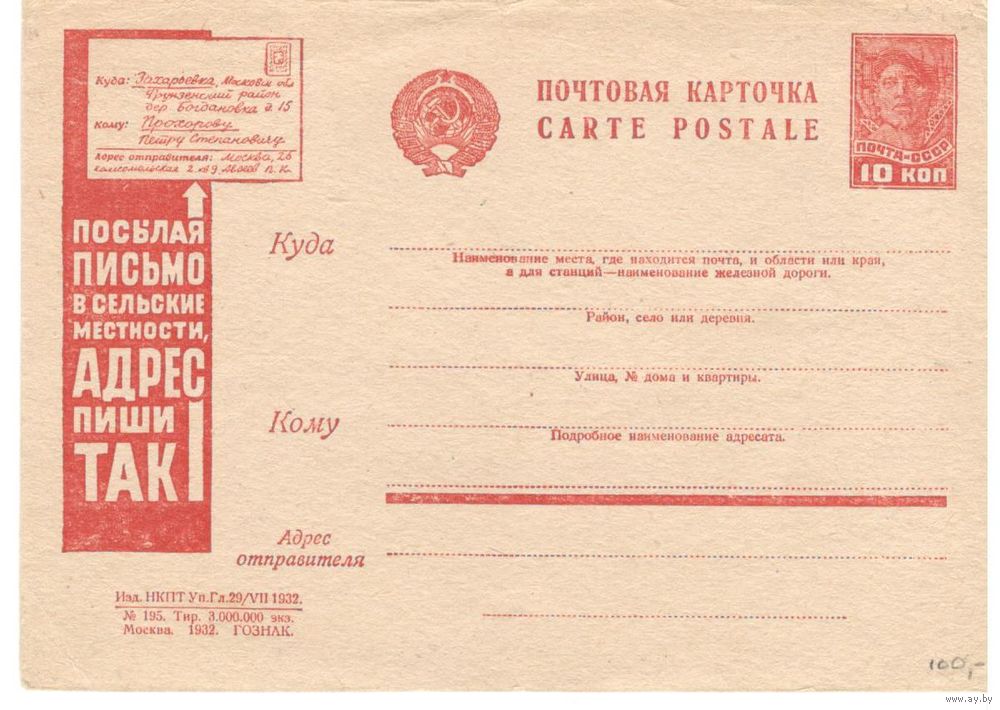 Куда: Захарьевка, Московск обл
Фрунзенский район
дер Богдановка д. 15
Кому: Прохорову
Петру Степановичу
Адрес отправителя: Москва, 26
комсомольская 2 кв 9 П. К.
ПОСЫЛАЯ
ПИСЬМО
В СЕЛЬСКИЕ
МЕСТНОСТИ,
АДРЕС
ПИШИ
ТАК!
ПОЧТОВАЯ КАРТОЧКА
CARTE POSTALE
ПОЧТА-СССР
10 КОП
Куда
Наименование места, где находится почта, и области или края,
а для станций—наименование железной дороги.
Район, село или деревня.
Улица, № дома и квартиры.
Кому
Подробное наименование адресата.
Адрес
отправителя
Изд. НКПТ Уп.Гл.29/VII 1932.
№ 195. Тир. 3.000.000 экз.
Москва. 1932. ГОЗНАК.
100,-
www.ay.by